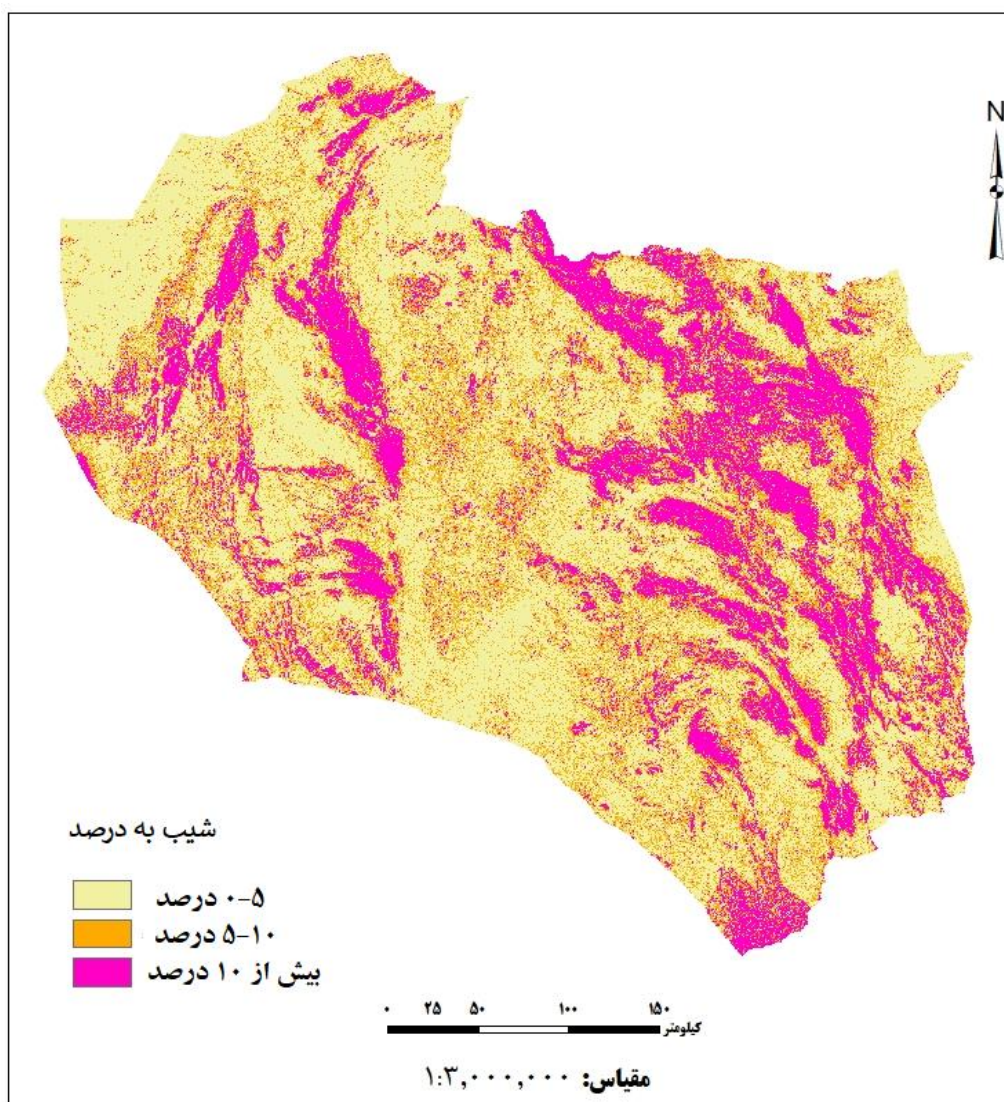 N
شیب به درصد
۰-۵ درصد
۵-۱۰ درصد
بیش از ۱۰ درصد
۰ ۲۵ ۵۰ ۱۰۰ ۱۵۰
کیلومتر
مقیاس: ۱:۳,۰۰۰,۰۰۰